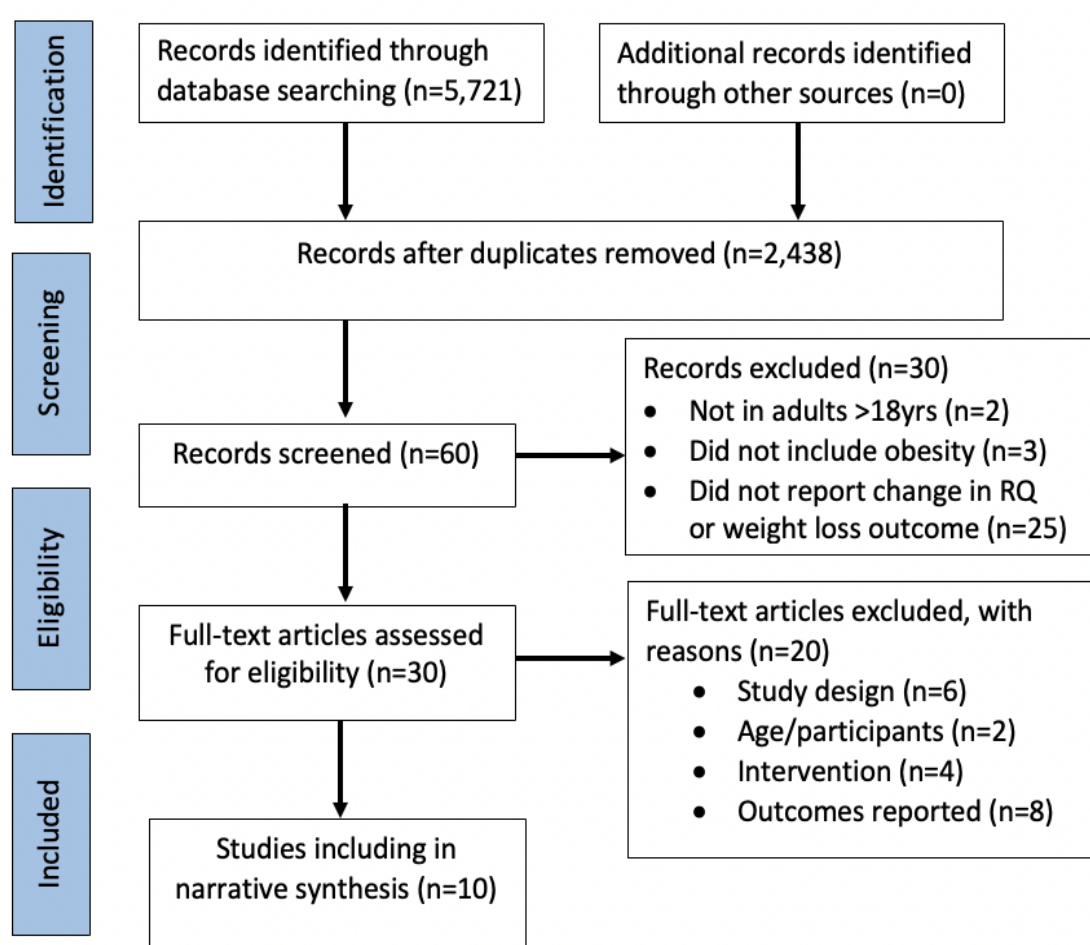 Identification
Records identified through
database searching (n=5,721)
Additional records identified
through other sources (n=0)
Records after duplicates removed (n=2,438)
Screening
Records screened (n=60)
Records excluded (n=30)
• Not in adults >18yrs (n=2)
• Did not include obesity (n=3)
• Did not report change in RQ
or weight loss outcome (n=25)
Eligibility
Full-text articles assessed
for eligibility (n=30)
Full-text articles excluded, with
reasons (n=20)
• Study design (n=6)
• Age/participants (n=2)
• Intervention (n=4)
• Outcomes reported (n=8)
Included
Studies including in
narrative synthesis (n=10)